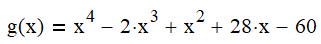 g(x) = x⁴ − 2·x³ + x² + 28·x − 60